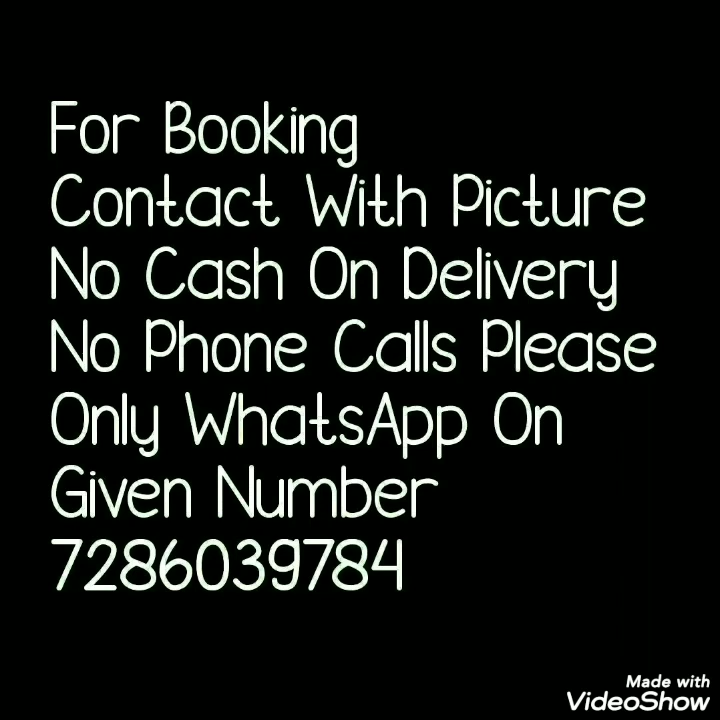 For Booking
Contact With Picture
No Cash On Delivery
No Phone Calls Please
Only WhatsApp On
Given Number
7286039784
Made with
VideoShow